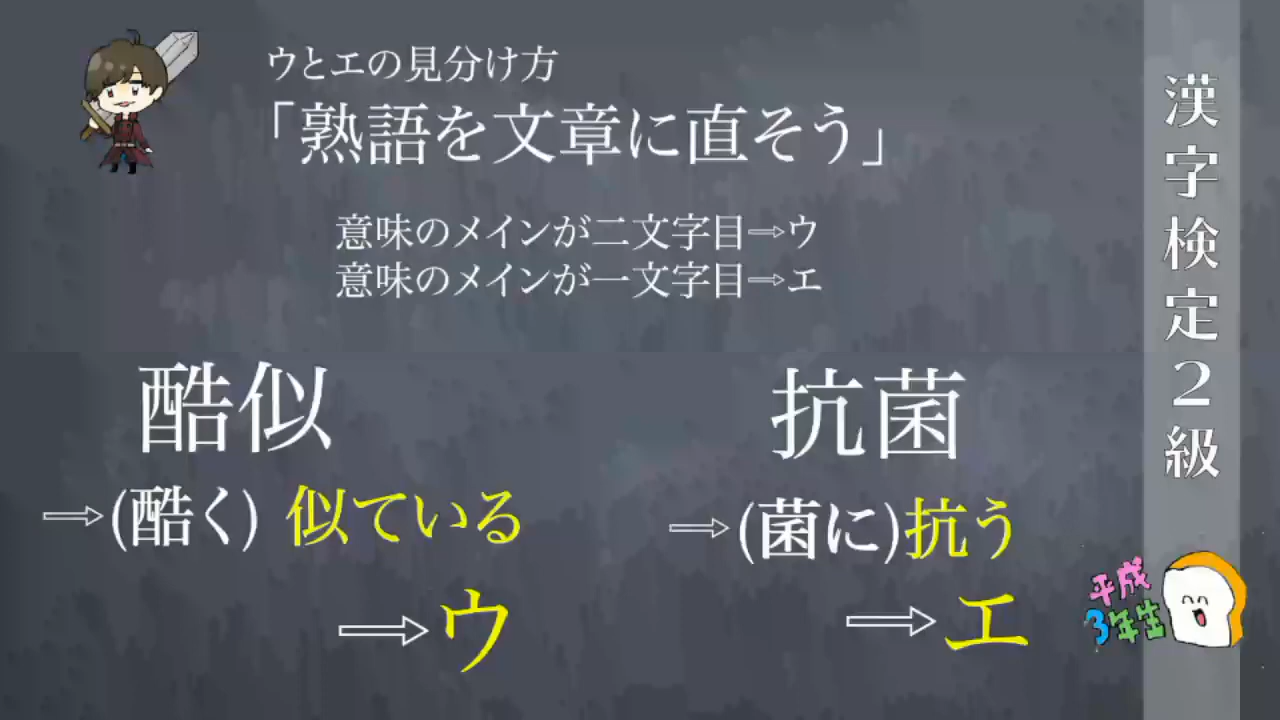 ウとエの見分け方
「熟語を文章に直そう」
意味のメインが二文字目⇒ウ
意味のメインが一文字目⇒エ
酷似
⇒(酷く) 似ている
⇒ウ
抗菌
⇒(菌に)抗う
⇒エ
漢字検定2級
平成
3年生